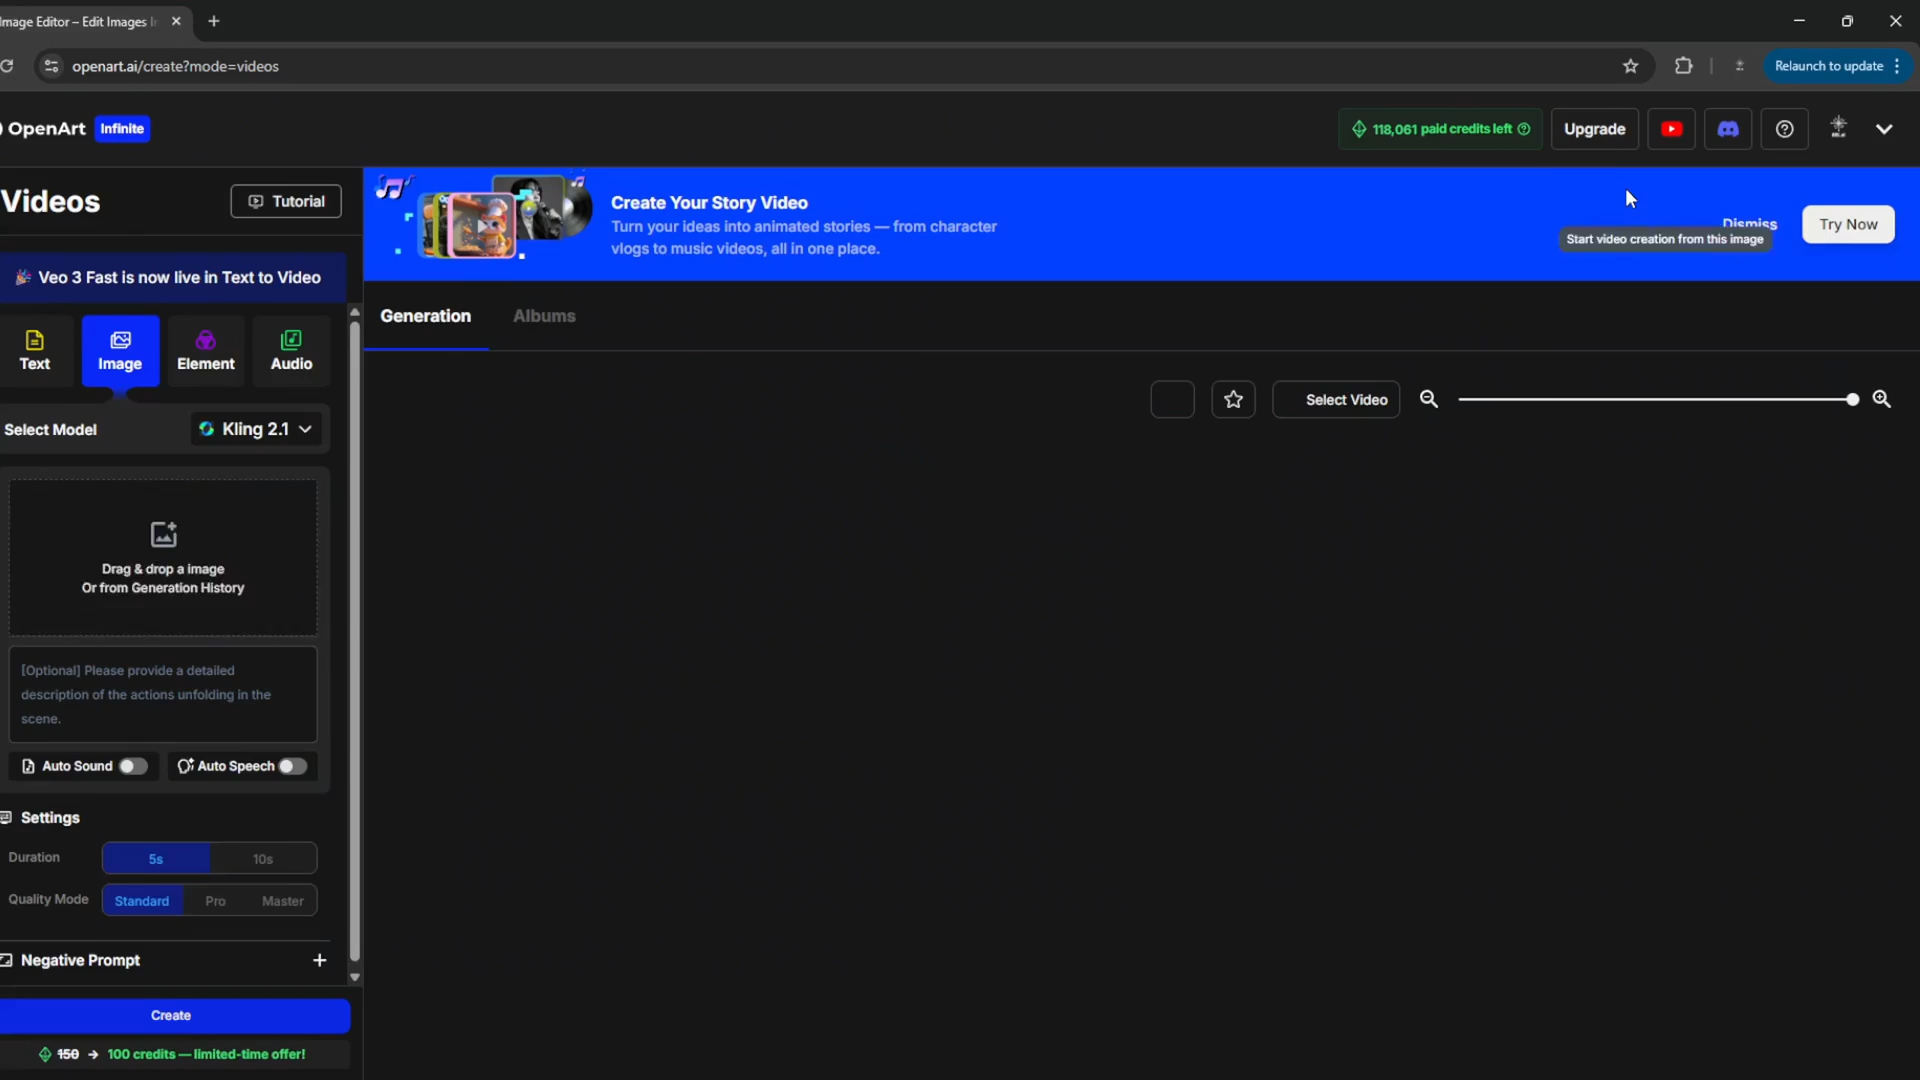 mage Editor – Edit Images I
openart.ai/create?mode=videos
Relaunch to update
OpenArt Infinite
118,061 paid credits left
Upgrade
Videos
Tutorial
Create Your Story Video
Turn your ideas into animated stories — from character
vlogs to music videos, all in one place.
Dismiss
Try Now
Start video creation from this image
🎉 Veo 3 Fast is now live in Text to Video
Generation
Albums
Text
Image
Element
Audio
Select Video
Select Model
Kling 2.1
Drag & drop a image
Or from Generation History
[Optional] Please provide a detailed
description of the actions unfolding in the
scene.
Auto Sound
Auto Speech
Settings
Duration
5s
10s
Quality Mode
Standard
Pro
Master
Negative Prompt
Create
150 → 100 credits — limited-time offer!